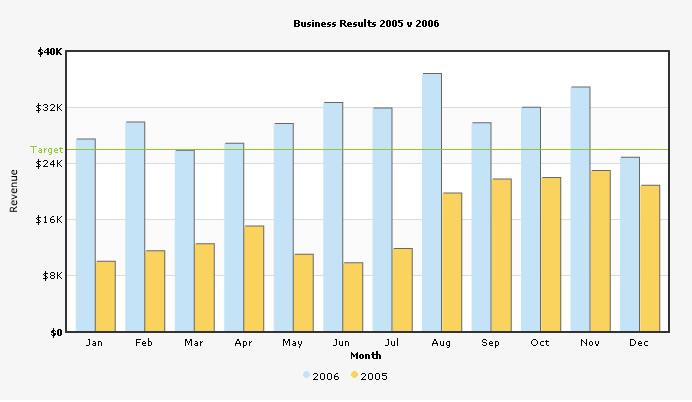 Business Results 2005 v 2006
$40K
$32K
Target
$24K
$16K
$8K
$0
Revenue
Jan Feb Mar Apr May Jun Jul Aug Sep Oct Nov Dec
Month
2006 2005